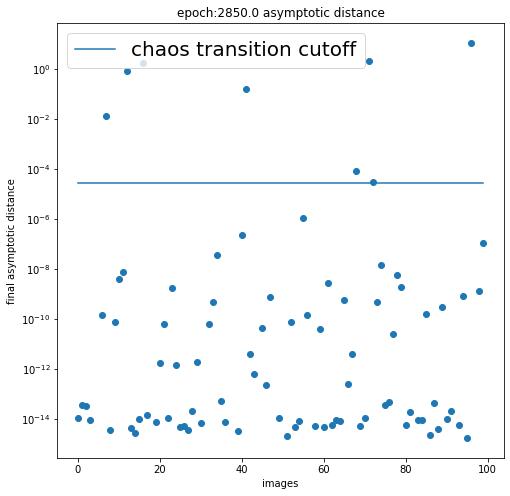 epoch:2850.0 asymptotic distance
chaos transition cutoff
10^0
10^-2
10^-4
10^-6
10^-8
10^-10
10^-12
10^-14
final asymptotic distance
0 20 40 60 80 100
images